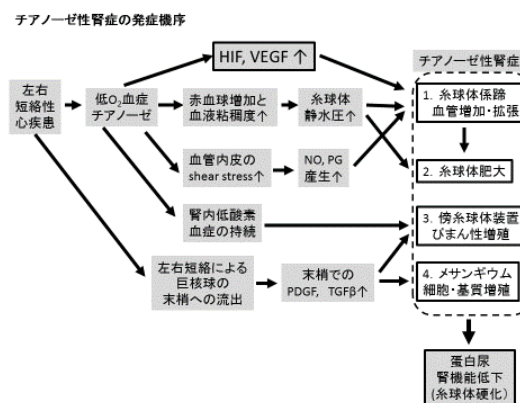 チアノーゼ性腎症の発症機序
HIF, VEGF ↑
チアノーゼ性腎症
左右
短絡性
心疾患
低O₂血症
チアノーゼ
赤血球増加と
血液粘稠度↑
糸球体
静水圧↑
1. 糸球体係蹄
血管増加・拡張
血管内皮の
shear stress↑
NO, PG
産生↑
2. 糸球体肥大
腎内低酸素
血症の持続
3. 傍糸球体装置
びまん性増殖
左右短絡による
巨核球の
末梢への流出
末梢での
PDGF, TGFβ↑
4. メサンギウム
細胞・基質増殖
蛋白尿
腎機能低下
(糸球体硬化)